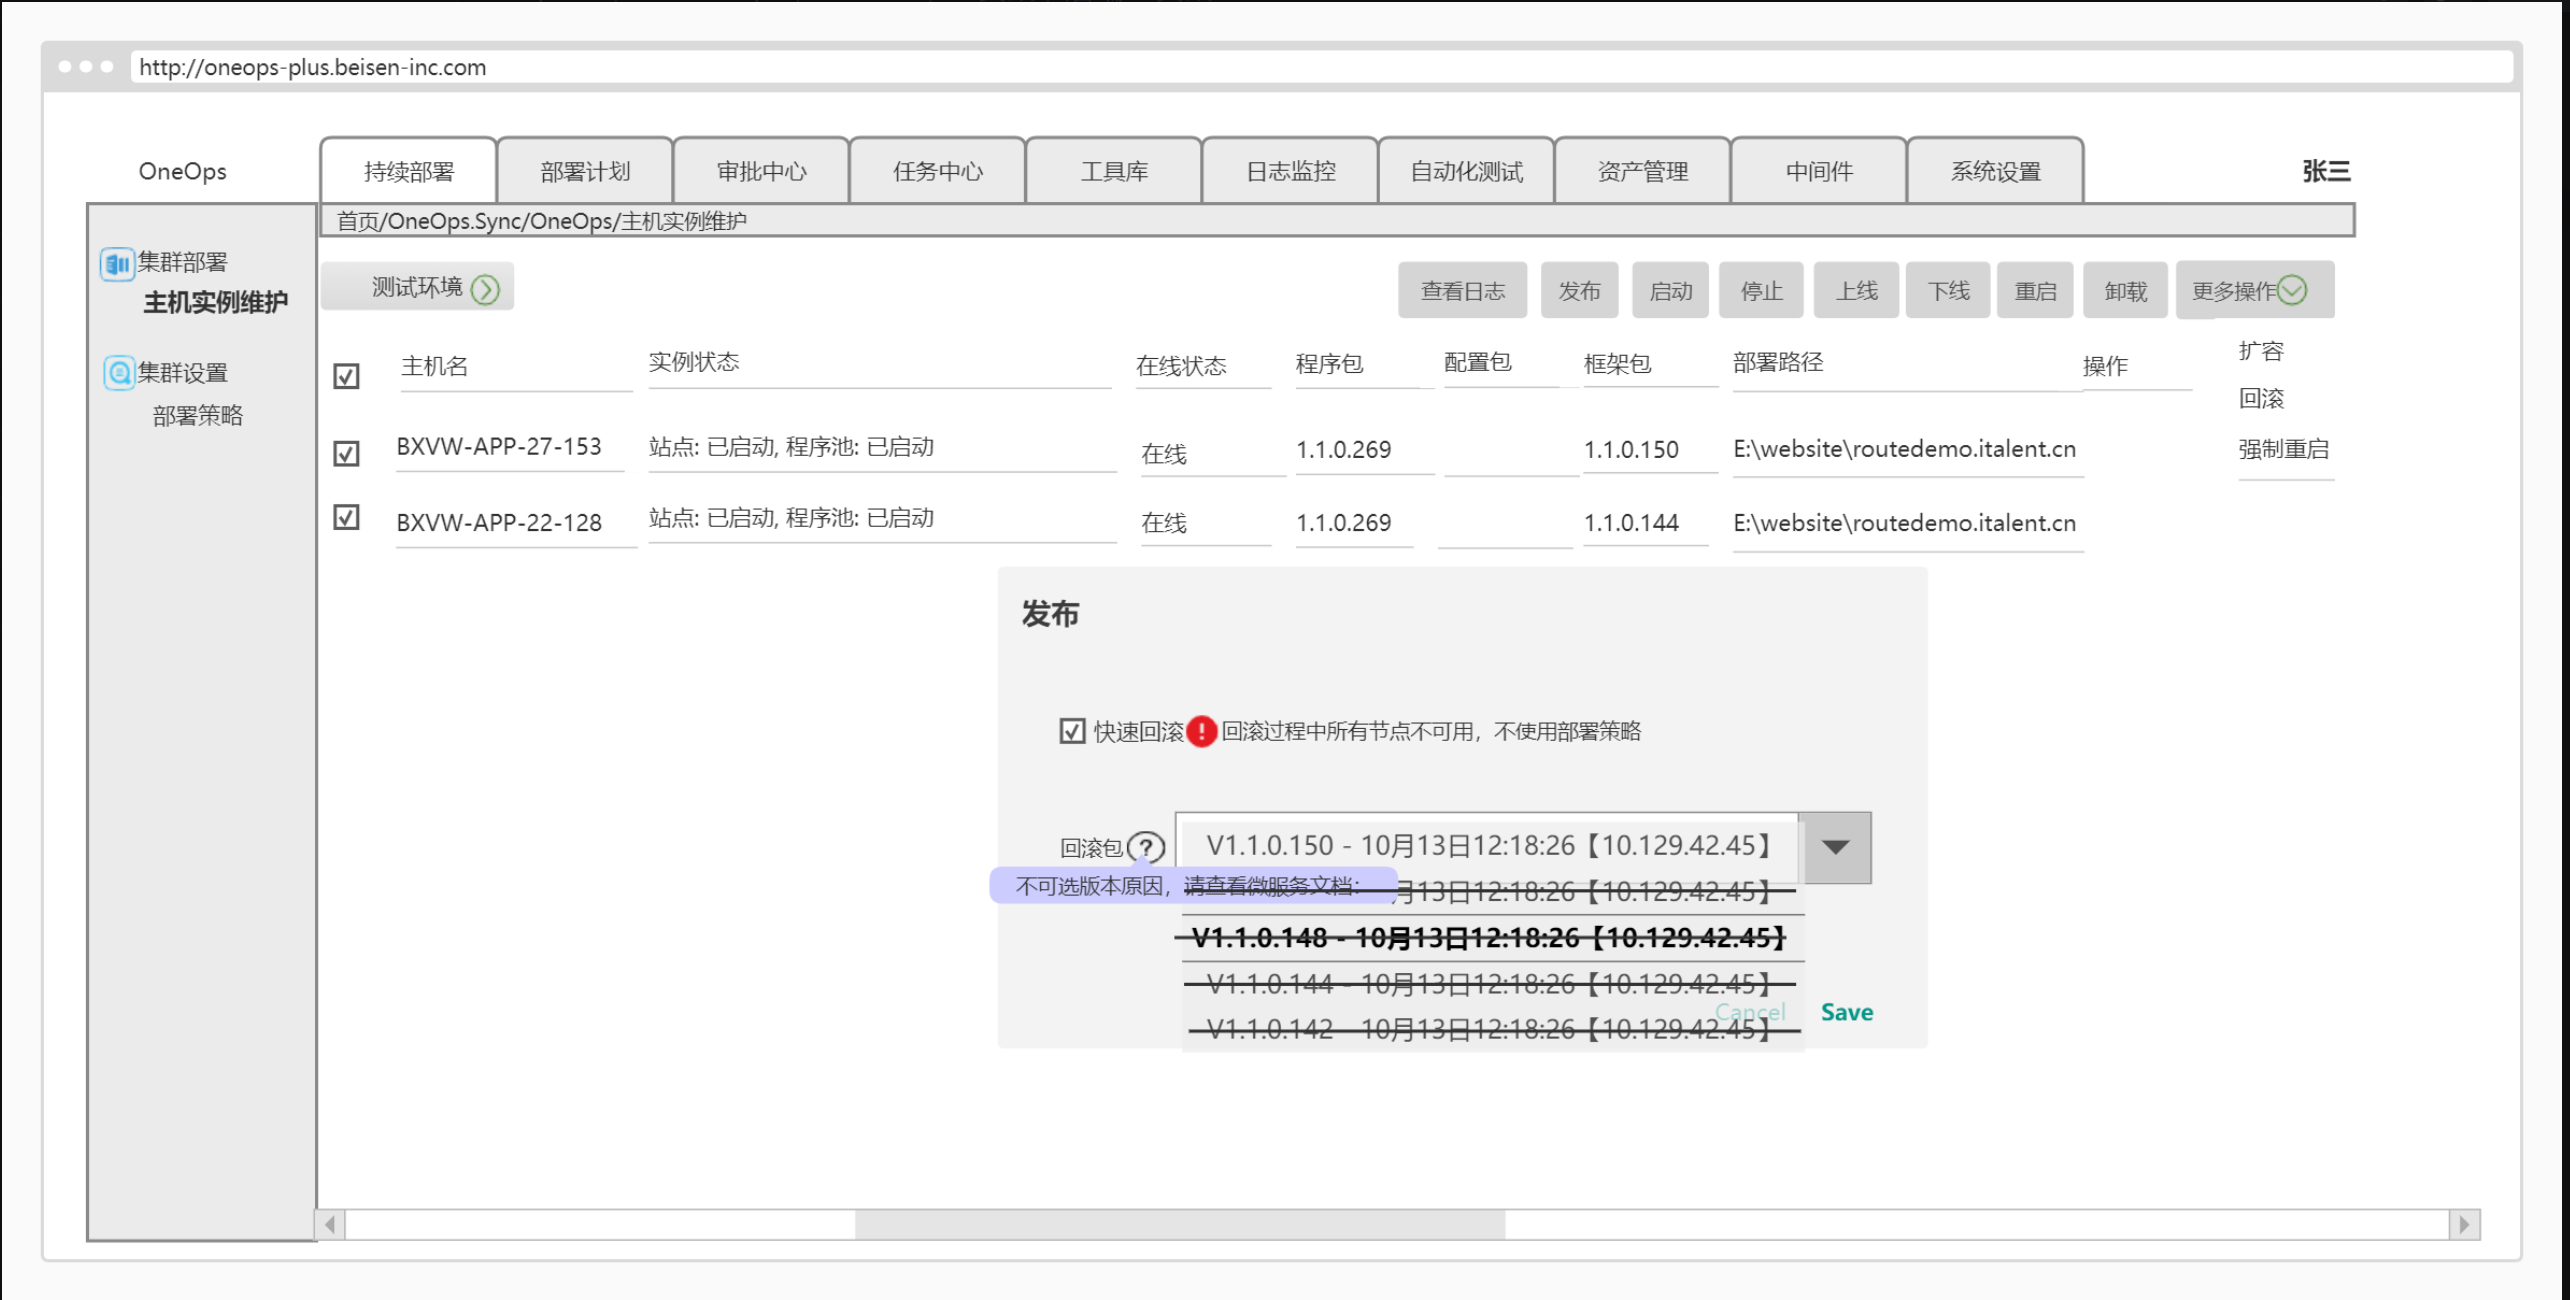 http://oneops-plus.beisen-inc.com
OneOps
持续部署
部署计划
审批中心
任务中心
工具库
日志监控
自动化测试
资产管理
中间件
系统设置
张三
首页/OneOps.Sync/OneOps/主机实例维护
集群部署
主机实例维护
集群设置
部署策略
测试环境
查看日志
发布
启动
停止
上线
下线
重启
卸载
更多操作
扩容
回滚
强制重启
主机名 实例状态 在线状态 程序包 配置包 框架包 部署路径 操作
BXVW-APP-27-153 站点: 已启动, 程序池: 已启动 在线 1.1.0.269 1.1.0.150 E:\website\routedemo.italent.cn
BXVW-APP-22-128 站点: 已启动, 程序池: 已启动 在线 1.1.0.269 1.1.0.144 E:\website\routedemo.italent.cn
发布
快速回滚 ! 回滚过程中所有节点不可用，不使用部署策略
回滚包 ? V1.1.0.150 - 10月13日12:18:26【10.129.42.45】
不可选版本原因，请查看微服务文档：
月13日12:18:26【10.129.42.45】
V1.1.0.148 - 10月13日12:18:26【10.129.42.45】
V1.1.0.144 - 10月13日12:18:26【10.129.42.45】
V1.1.0.142 - 10月13日12:18:26【10.129.42.45】
Cancel
Save